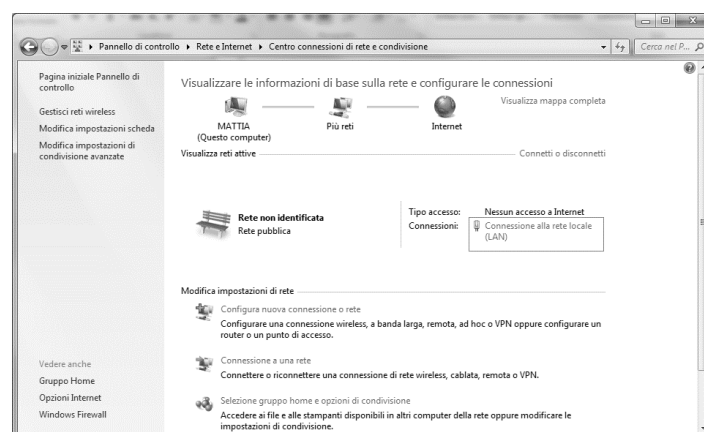 Pannello di controllo
Rete e Internet
Centro connessioni di rete e condivisione
Cerca nel P...
Pagina iniziale Pannello di
controllo
Gestisci reti wireless
Modifica impostazioni scheda
Modifica impostazioni di
condivisione avanzate
Visualizzare le informazioni di base sulla rete e configurare le connessioni
Visualizza mappa completa
MATTIA
(Questo computer)
Più reti
Internet
Visualizza reti attive
Connetti o disconnetti
Rete non identificata
Rete pubblica
Tipo accesso: Nessun accesso a Internet
Connessioni: Connessione alla rete locale
(LAN)
Modifica impostazioni di rete
Configura nuova connessione o rete
Configurare una connessione wireless, a banda larga, remota, ad hoc o VPN oppure configurare un
router o un punto di accesso.
Connessione a una rete
Connettere o riconnettere una connessione di rete wireless, cablata, remota o VPN.
Selezione gruppo home e opzioni di condivisione
Accedere ai file e alle stampanti disponibili in altri computer della rete oppure modificare le
impostazioni di condivisione.
Vedere anche
Gruppo Home
Opzioni Internet
Windows Firewall